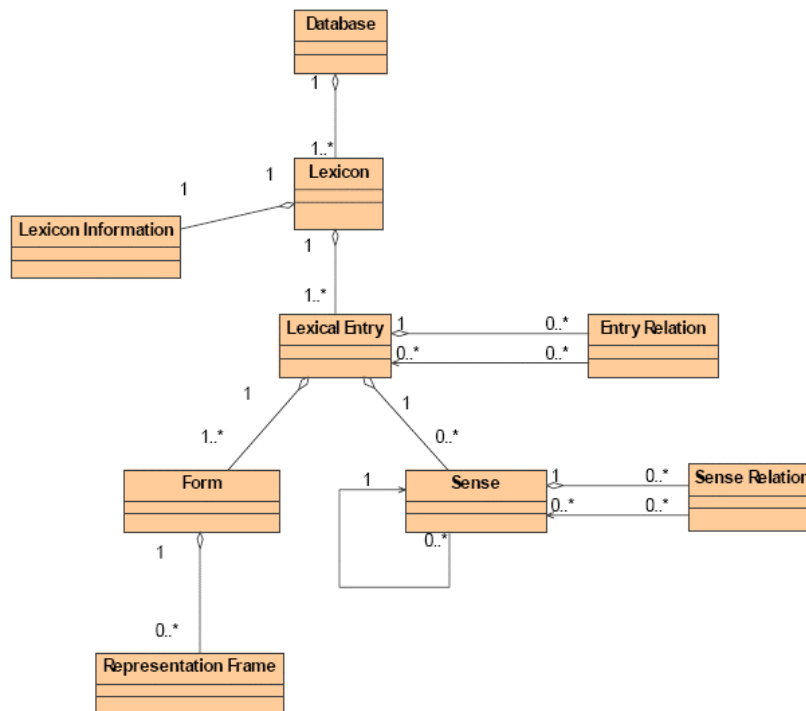 Database
1
1..*
1
1
Lexicon
Lexicon Information
1
1..*
Lexical Entry
1
0..*
Entry Relation
0..*
0..*
1
1
1..*
0..*
Form
1
Sense
1
0..*
Sense Relation
0..*
0..*
1
0..*
0..*
Representation Frame